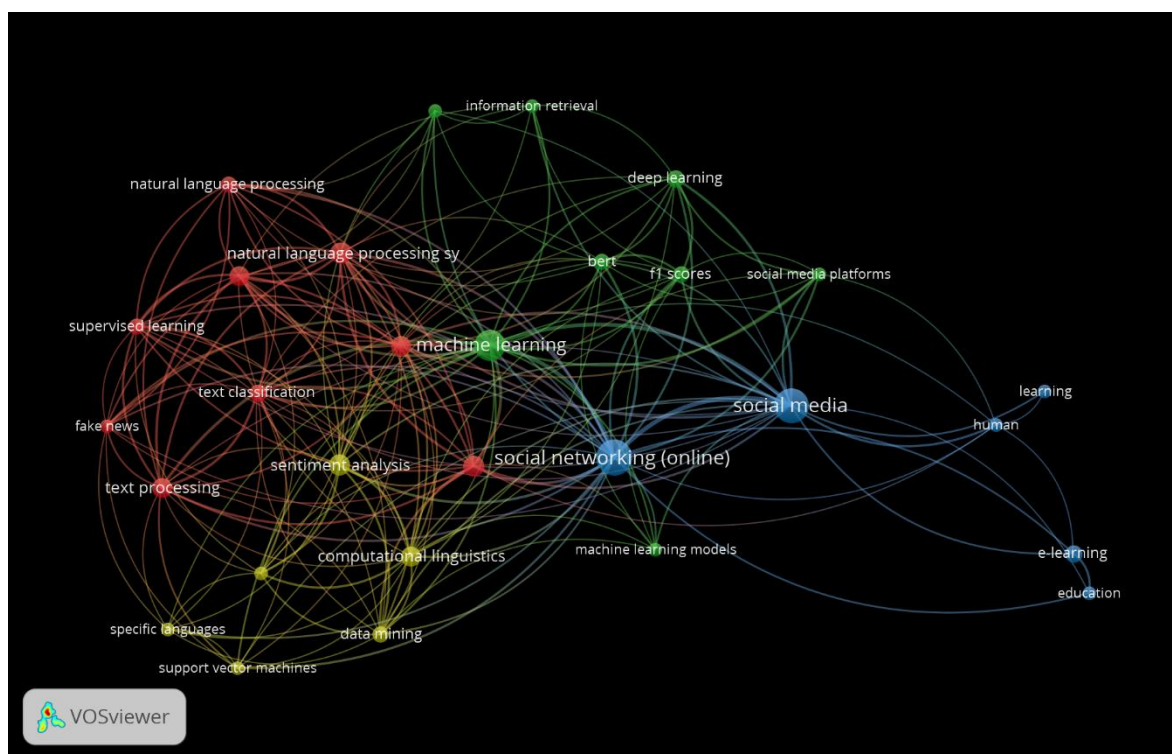 information retrieval
natural language processing
deep learning
natural language processing sy
bert
f1 scores
social media platforms
supervised learning
machine learning
text classification
social media
learning
fake news
human
sentiment analysis
social networking (online)
text processing
computational linguistics
machine learning models
e-learning
education
specific languages
data mining
support vector machines
VOSviewer